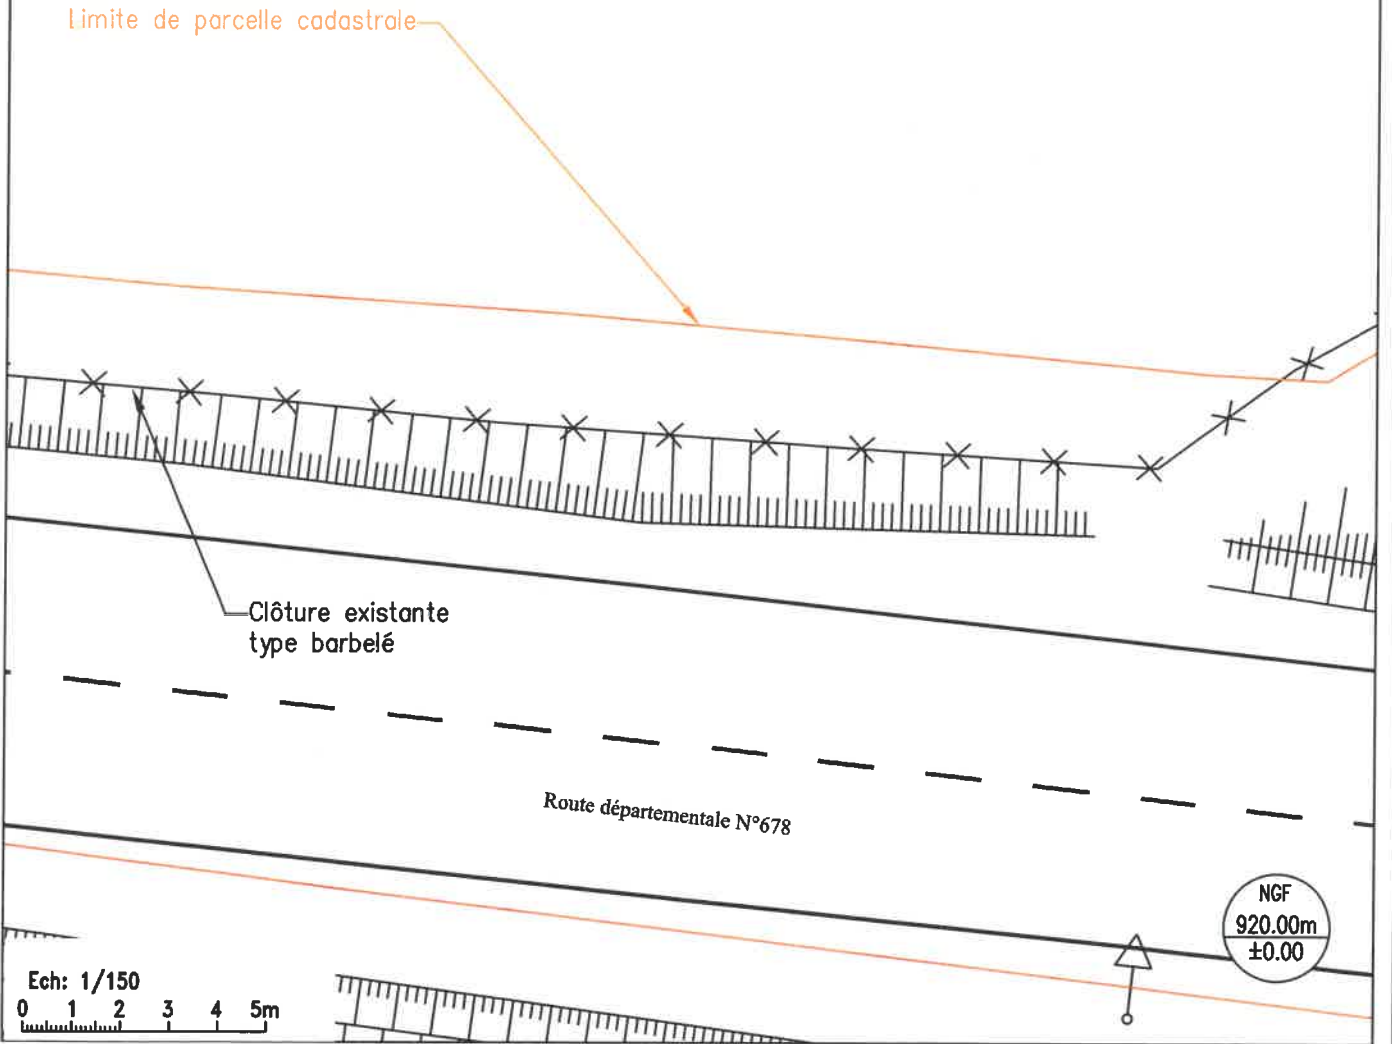 Limite de parcelle cadastrale
Clôture existante
type barbelé
Route départementale N°678
NGF
920.00m
±0.00
Ech: 1/150
0 1 2 3 4 5m